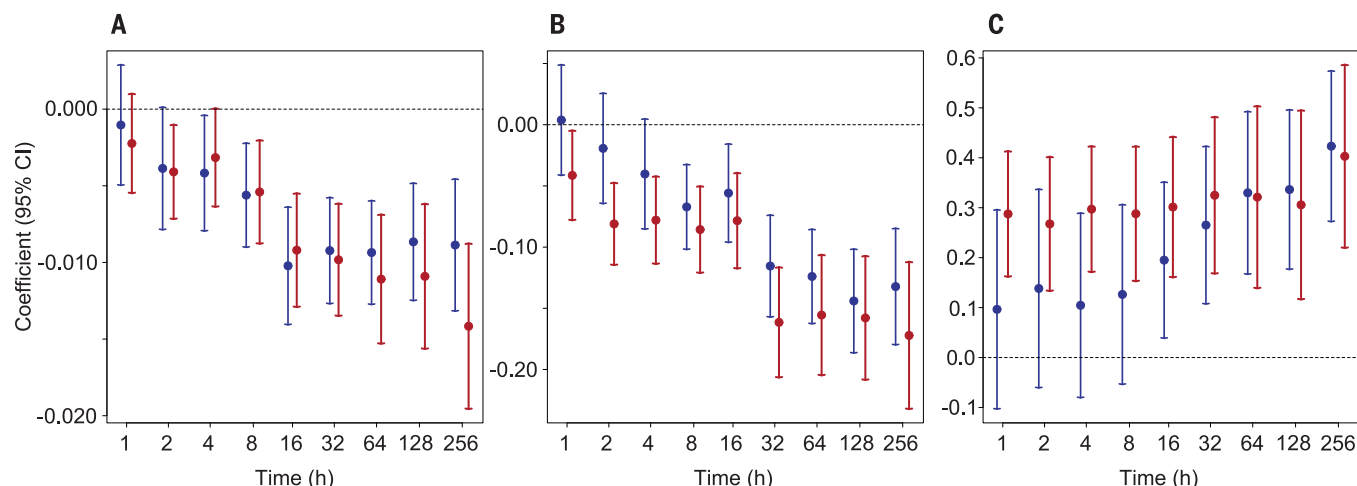 A
B
C
Coefficient (95% CI)
0.000
-0.010
-0.020
1 2 4 8 16 32 64 128 256
Time (h)
0.00
-0.10
-0.20
1 2 4 8 16 32 64 128 256
Time (h)
0.6
0.5
0.4
0.3
0.2
0.1
0.0
-0.1
1 2 4 8 16 32 64 128 256
Time (h)